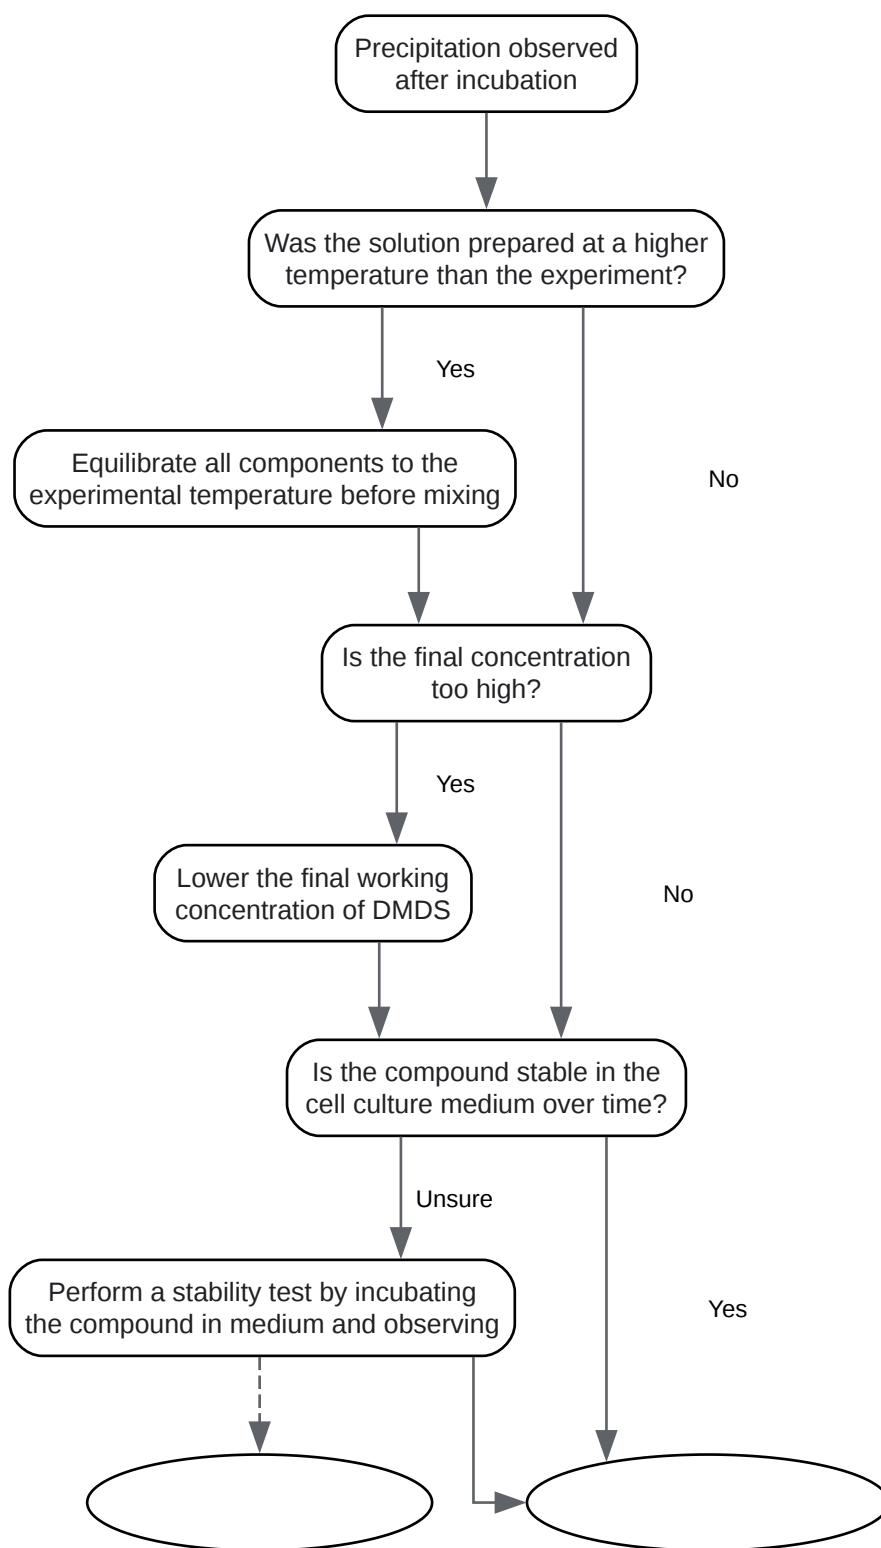 Precipitation observed
after incubation
Was the solution prepared at a higher
temperature than the experiment?
Yes
Equilibrate all components to the
experimental temperature before mixing
No
Is the final concentration
too high?
Yes
Lower the final working
concentration of DMDS
No
Is the compound stable in the
cell culture medium over time?
Unsure
Perform a stability test by incubating
the compound in medium and observing
Yes